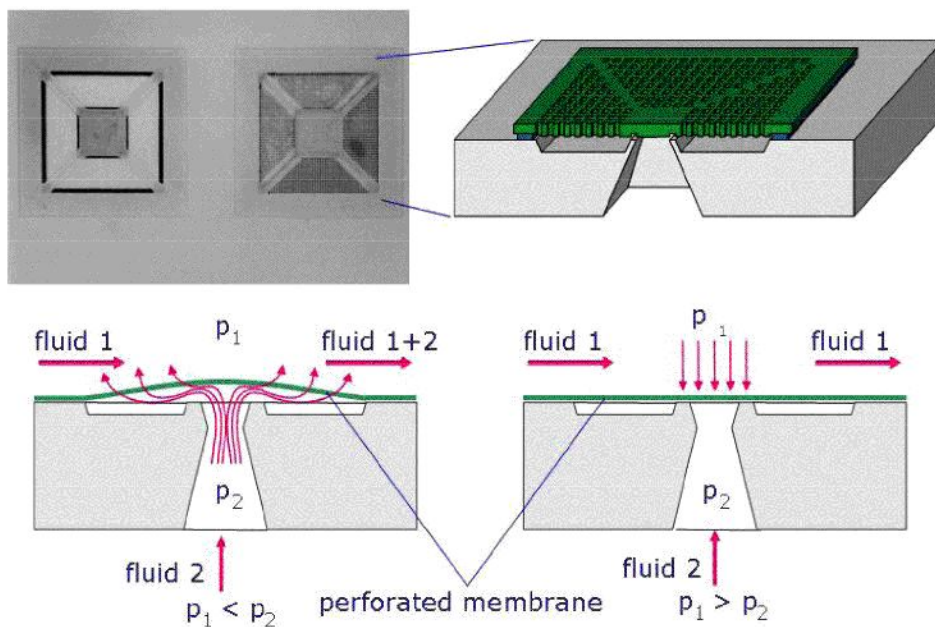 fluid 1
p₁
fluid 1+2
p₂
fluid 2
p₁ < p₂
perforated membrane
fluid 1
p ₁
fluid 1
p₂
fluid 2
p₁ > p₂